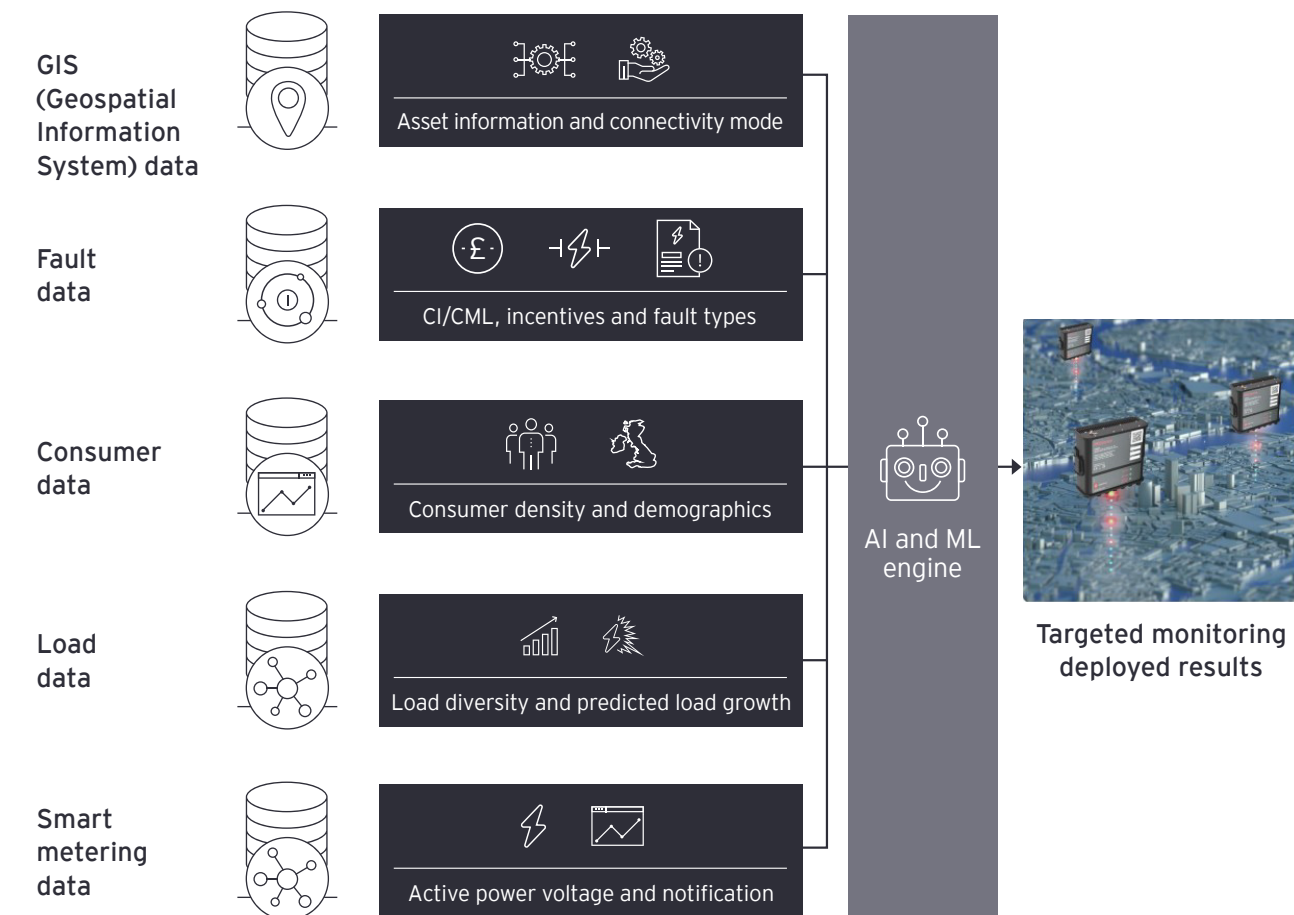 GIS
(Geospatial
Information
System) data
Asset information and connectivity mode
Fault
data
£
CI/CML, incentives and fault types
Consumer
data
Consumer density and demographics
Load
data
Load diversity and predicted load growth
Smart
metering
data
Active power voltage and notification
AI and ML
engine
Targeted monitoring
deployed results